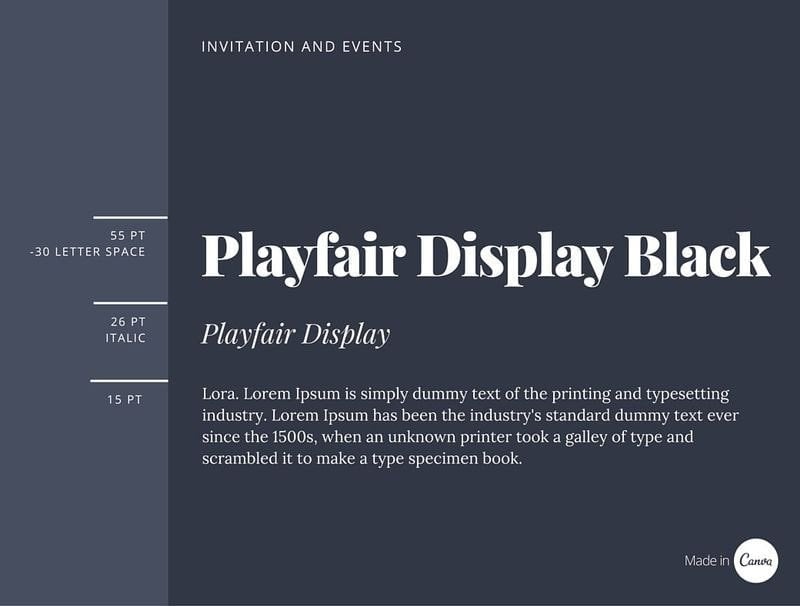 INVITATION AND EVENTS
55 PT
-30 LETTER SPACE
Playfair Display Black
26 PT
ITALIC
Playfair Display
15 PT
Lora. Lorem Ipsum is simply dummy text of the printing and typesetting
industry. Lorem Ipsum has been the industry's standard dummy text ever
since the 1500s, when an unknown printer took a galley of type and
scrambled it to make a type specimen book.
Made in Canva